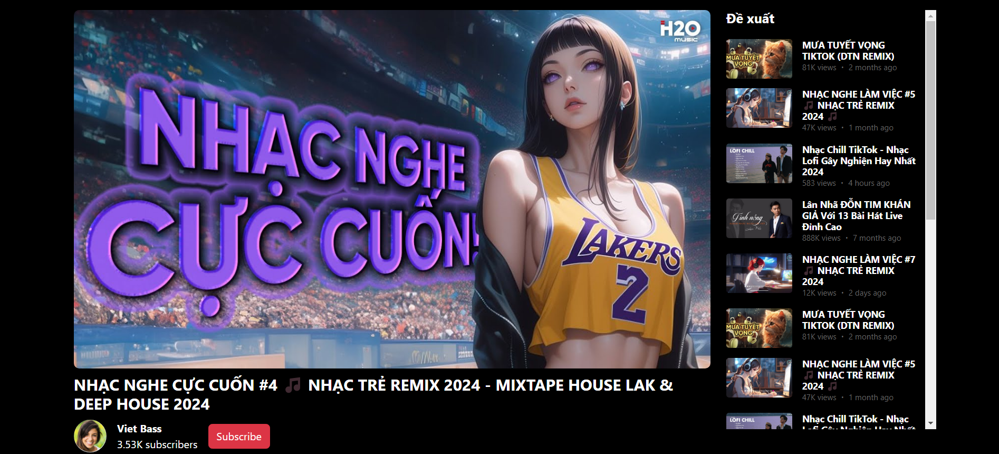 H2O
MUSIC
NHẠC NGHE
CỰC CUỐN!
LAKERS
2
NHẠC NGHE CỰC CUỐN #4 🎵 NHẠC TRẺ REMIX 2024 - MIXTAPE HOUSE LAK &
DEEP HOUSE 2024
Viet Bass
3.53K subscribers
Subscribe
Đề xuất
MƯA TUYẾT VỌNG
MƯA TUYẾT VỌNG
TIKTOK (DTN REMIX)
81K views • 2 months ago
NHẠC NGHE LÀM VIỆC #5
🎵 NHẠC TRẺ REMIX
2024 🎵
47K views • 1 month ago
LOFI CHILL
Nhạc Chill TikTok - Nhạc
Lofi Gây Nghiện Hay Nhất
2024
583 views • 4 hours ago
Tình nồng
Lân Nhã ĐỖN TIM KHÁN
GIẢ Với 13 Bài Hát Live
Đỉnh Cao
888K views • 7 months ago
NHẠC NGHE LÀM VIỆC #7
🎵 NHẠC TRẺ REMIX
2024
12K views • 2 days ago
MƯA TUYẾT VỌNG
MƯA TUYẾT VỌNG
TIKTOK (DTN REMIX)
81K views • 2 months ago
NHẠC NGHE LÀM VIỆC #5
🎵 NHẠC TRẺ REMIX
2024 🎵
47K views • 1 month ago
LOFI CHILL
Nhạc Chill TikTok - Nhạc
Lofi Gây Nghiện Hay Nhất